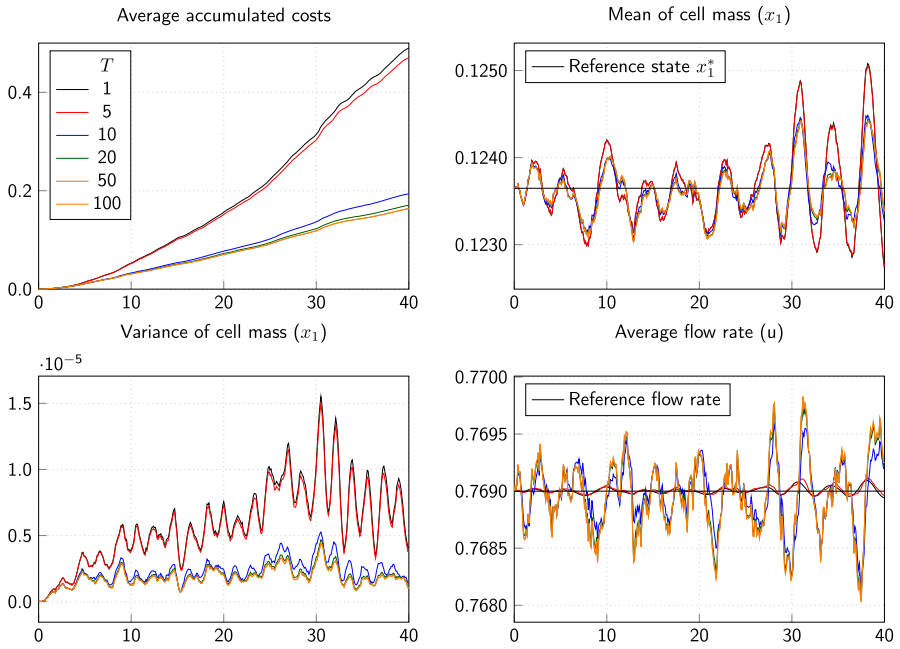 Average accumulated costs
0.4
0.2
0.0
0 10 20 30 40
T
1
5
10
20
50
100
Mean of cell mass (x₁)
Reference state x₁*
0.1250
0.1240
0.1230
0 10 20 30 40
Variance of cell mass (x₁)
·10⁻⁵
1.5
1.0
0.5
0.0
0 10 20 30 40
Average flow rate (u)
Reference flow rate
0.7700
0.7695
0.7690
0.7685
0.7680
0 10 20 30 40